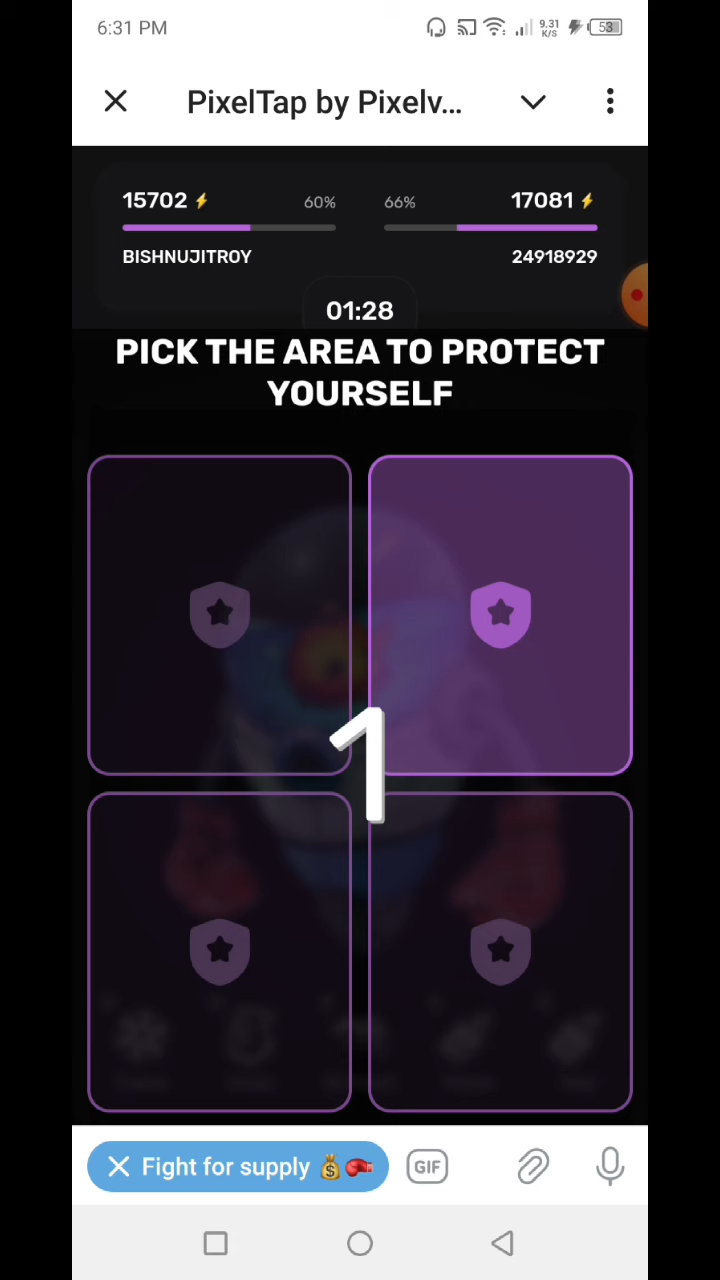 6:31 PM
9.31 K/S
53
PixelTap by Pixelv...
15702
60%
66%
17081
BISHNUJITROY
24918929
01:28
PICK THE AREA TO PROTECT
YOURSELF
1
Fight for supply 💰🥊
GIF